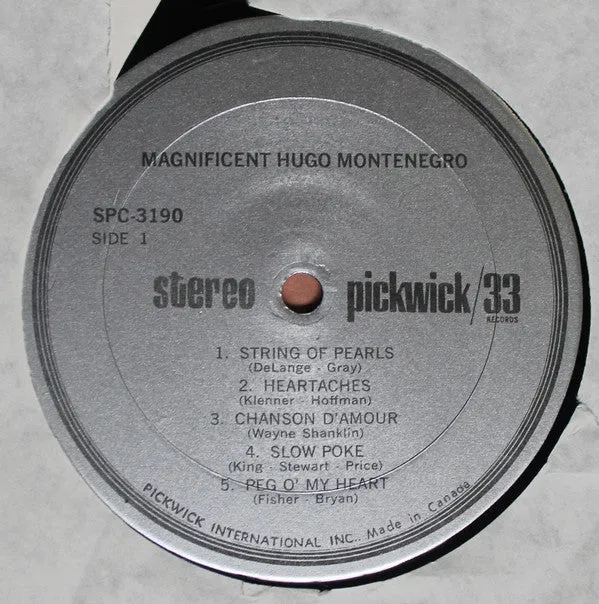 MAGNIFICENT HUGO MONTENEGRO
SPC-3190
SIDE 1
stereo pickwick/33
RECORDS
1. STRING OF PEARLS
(DeLange - Gray)
2. HEARTACHES
(Klenner - Hoffman)
3. CHANSON D'AMOUR
(Wayne Shanklin)
4. SLOW POKE
(King - Stewart - Price)
5. PEG O' MY HEART
(Fisher - Bryan)
PICKWICK INTERNATIONAL INC.. Made in Canada